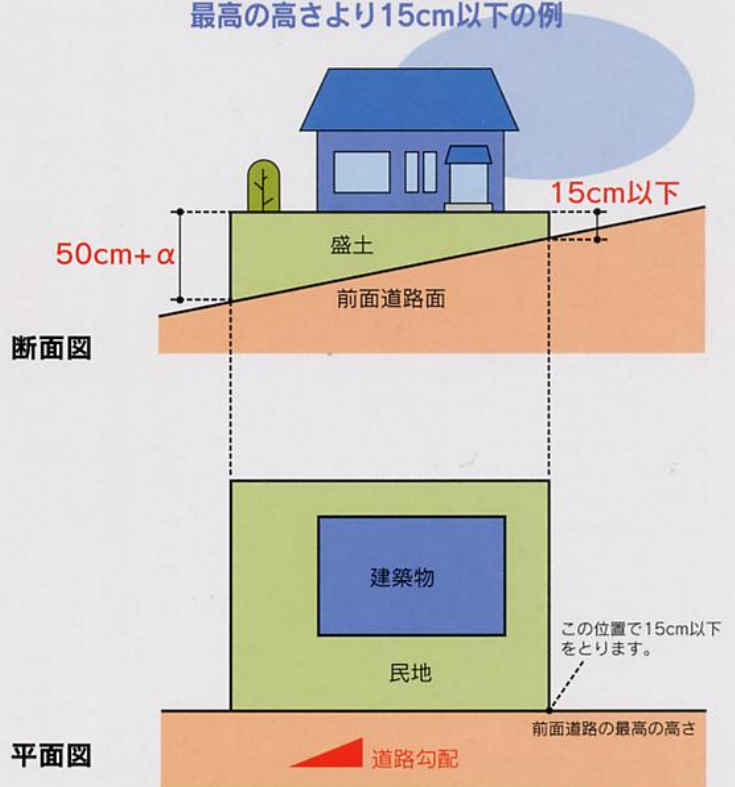 最高の高さより15cm以下の例
15cm以下
50cm+α
盛土
前面道路面
断面図
建築物
この位置で15cm以下
をとります。
民地
前面道路の最高の高さ
道路勾配
平面図